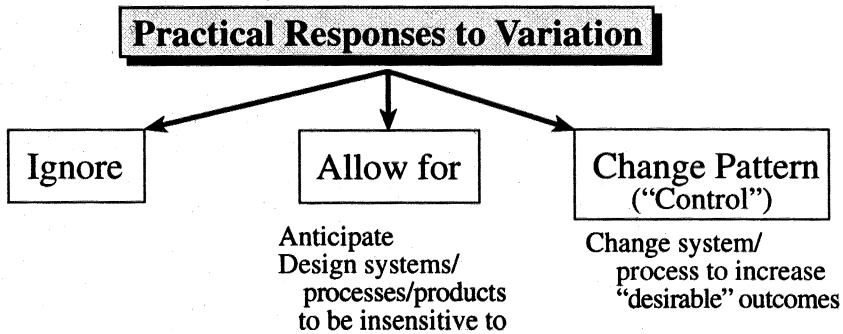 Practical Responses to Variation
Ignore
Allow for
Change Pattern
(“Control”)
Anticipate
Design systems/
processes/products
to be insensitive to
Change system/
process to increase
“desirable” outcomes